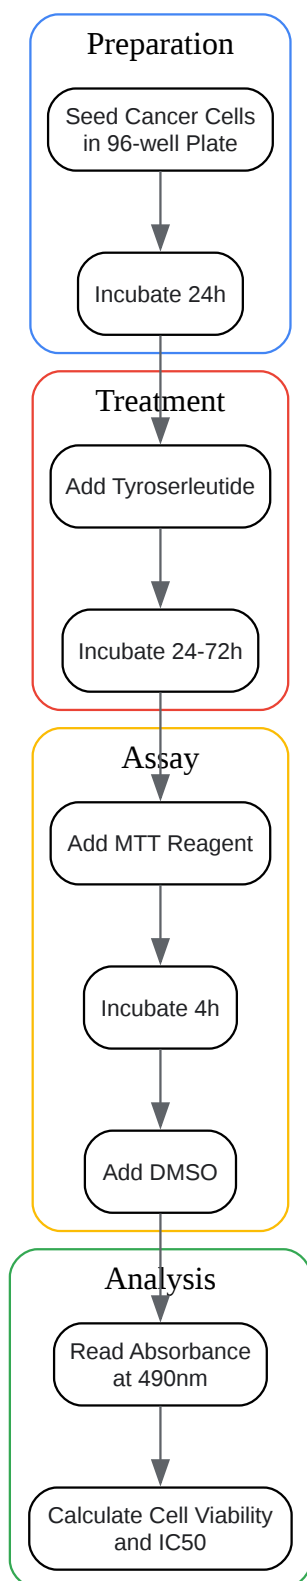 Preparation
Seed Cancer Cells
in 96-well Plate
Incubate 24h
Treatment
Add Tyroserleutide
Incubate 24-72h
Assay
Add MTT Reagent
Incubate 4h
Add DMSO
Analysis
Read Absorbance
at 490nm
Calculate Cell Viability
and IC50